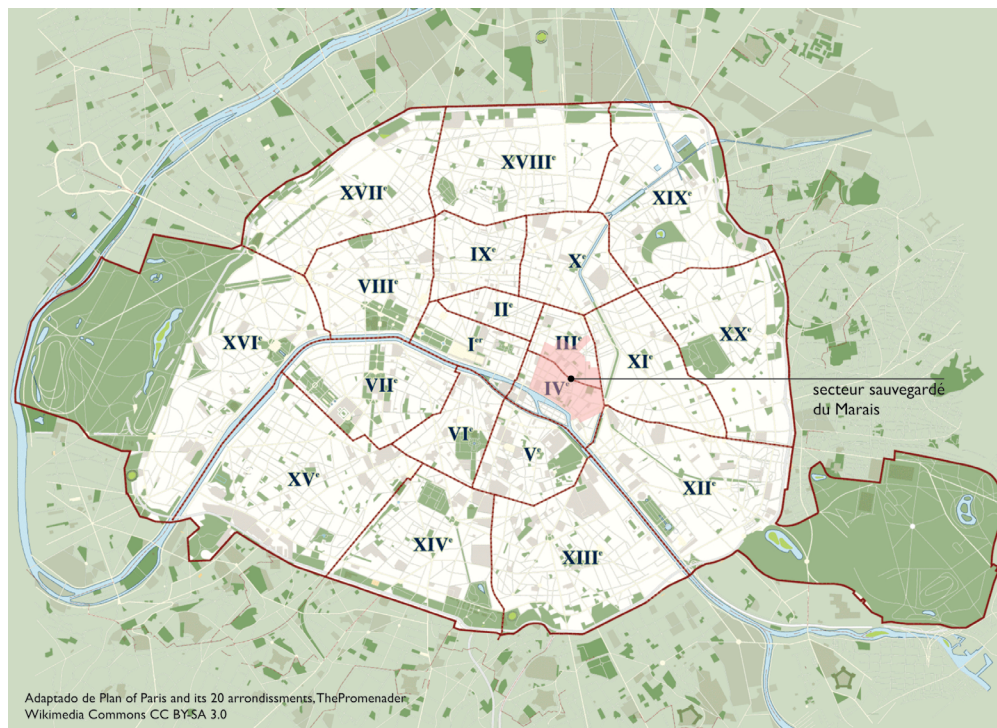 XVIIIe
XVIIe
XIXe
IXe
Xe
VIIIe
IIe
Ier
IIIe
XVIe
XXe
XIe
VIIe
IVe
secteur sauvegardé
du Marais
VIe
Ve
XVe
XIIe
XIVe
XIIIe
Adaptado de Plan of Paris and its 20 arrondissments, ThePromenader
Wikimedia Commons CC BY-SA 3.0